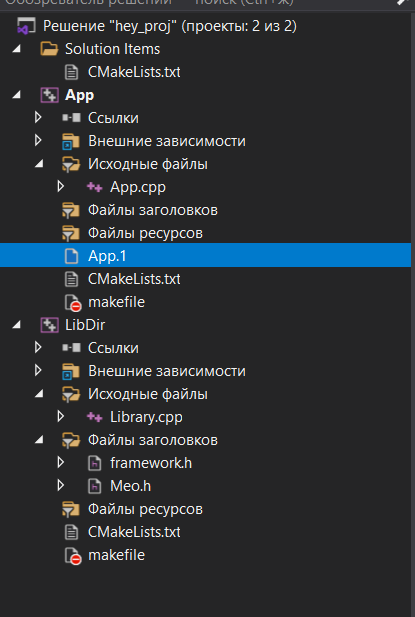 Обозреватель решений — поиск (Ctrl+ж)
Решение "hey_proj" (проекты: 2 из 2)
Solution Items
CMakeLists.txt
App
Ссылки
Внешние зависимости
Исходные файлы
App.cpp
Файлы заголовков
Файлы ресурсов
App.1
CMakeLists.txt
makefile
LibDir
Ссылки
Внешние зависимости
Исходные файлы
Library.cpp
Файлы заголовков
framework.h
Meo.h
Файлы ресурсов
CMakeLists.txt
makefile